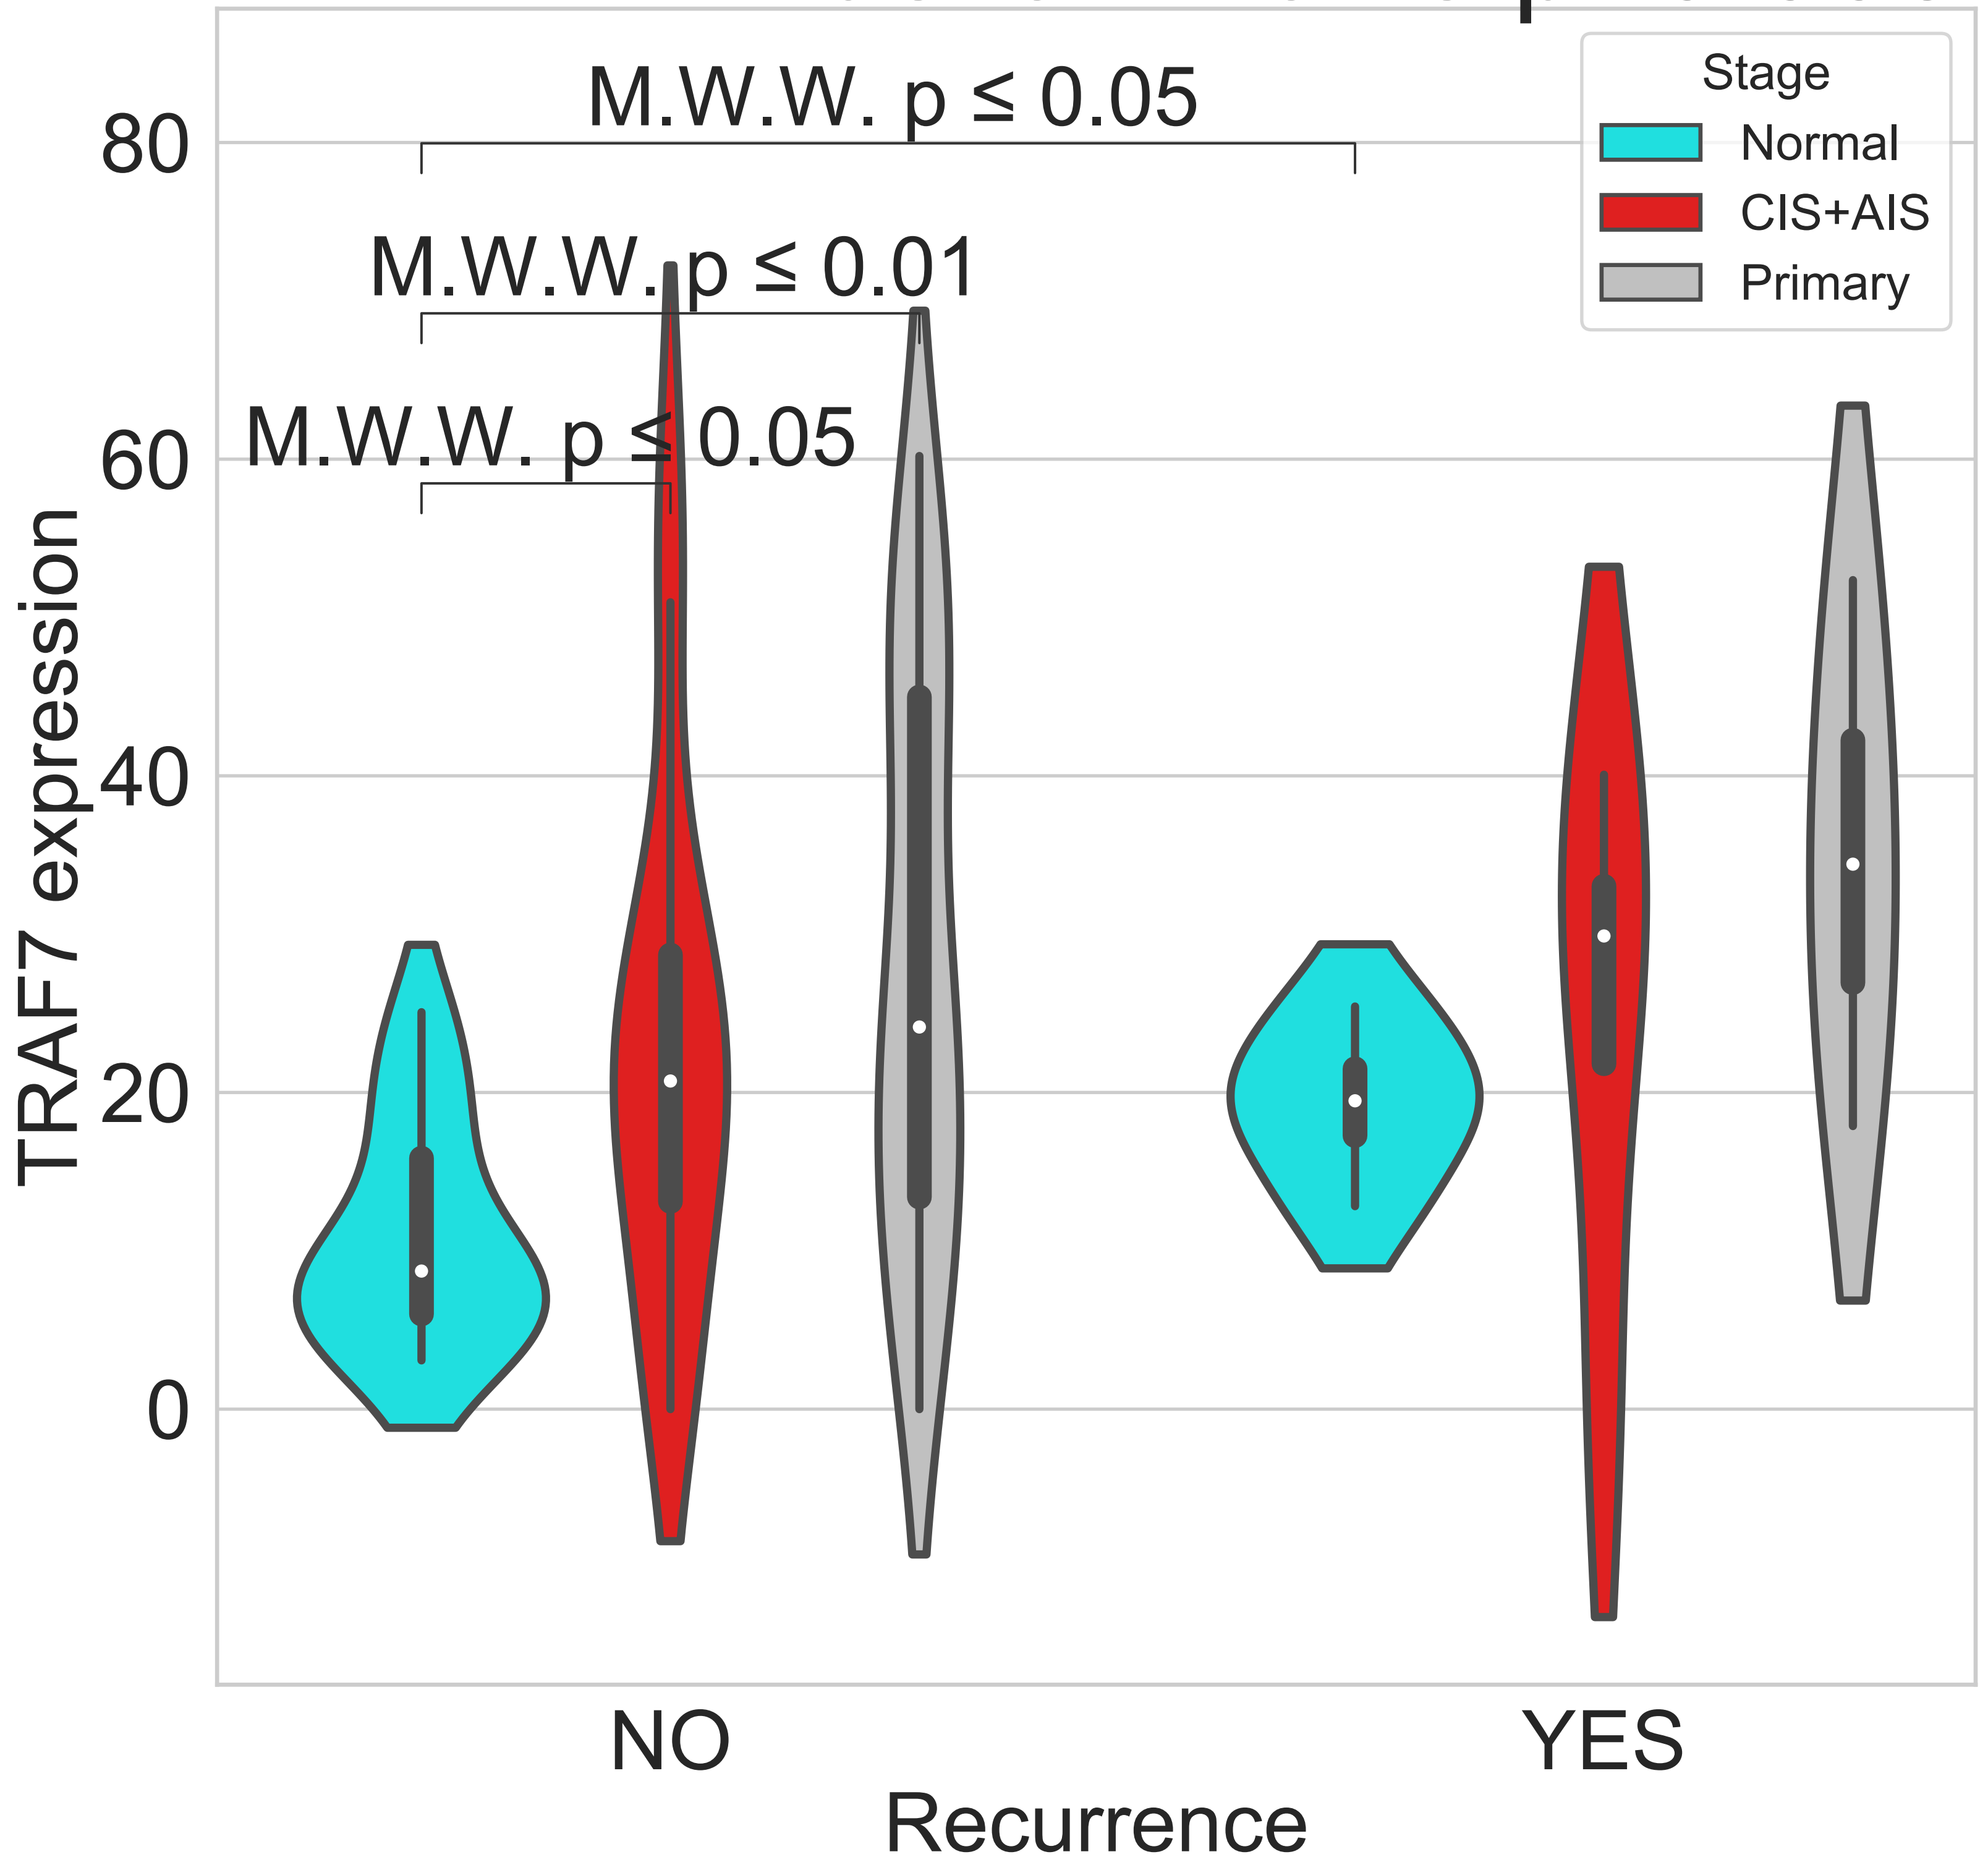 M.W.W. p ≤ 0.05
M.W.W. p ≤ 0.01
M.W.W. p ≤ 0.05
Stage
Normal
CIS+AIS
Primary
TRAF7 expression
80
60
40
20
0
NO
YES
Recurrence